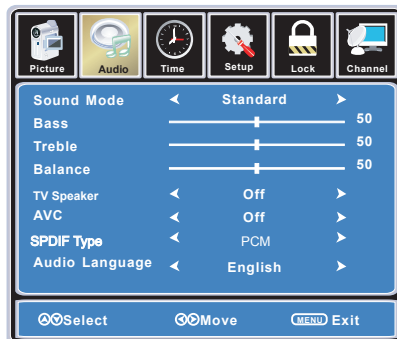 Picture Audio Time Setup Lock Channel
Sound Mode Standard
Bass 50
Treble 50
Balance 50
TV Speaker Off
AVC Off
SPDIF Type PCM
Audio Language English
Select Move MENU Exit